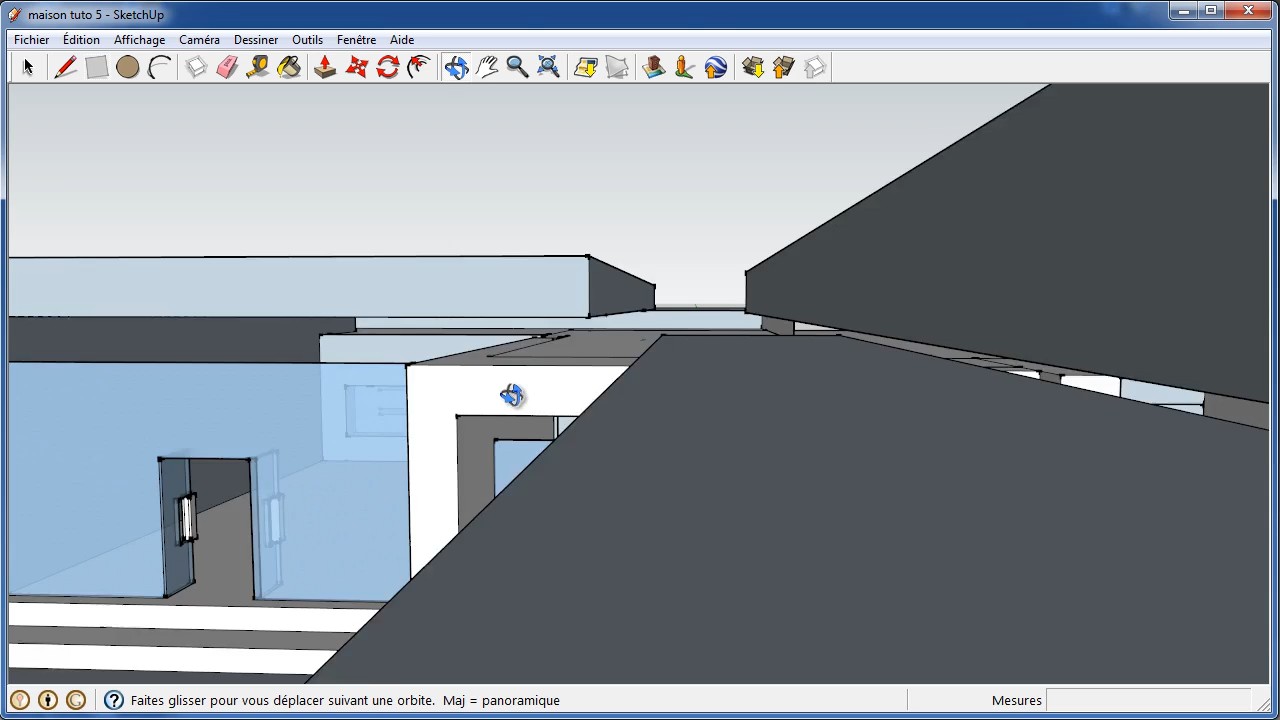 maison tuto 5 - SketchUp
Fichier Édition Affichage Caméra Dessiner Outils Fenêtre Aide
Faites glisser pour vous déplacer suivant une orbite. Maj = panoramique
Mesures